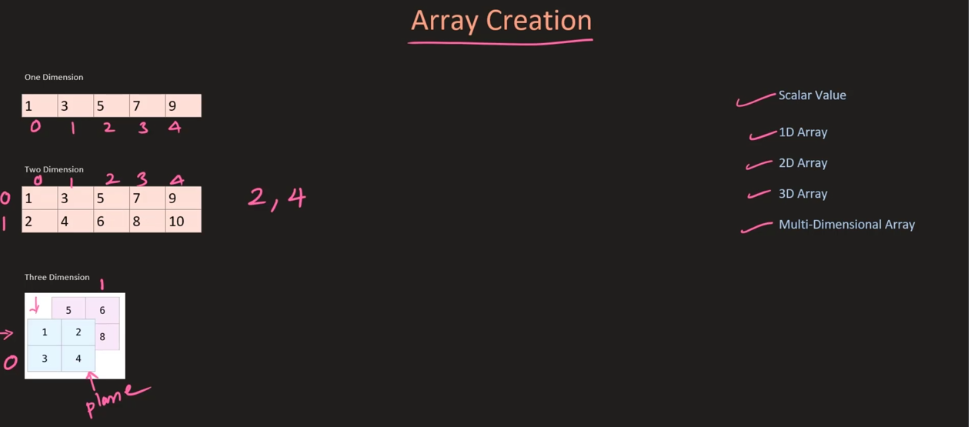 Array Creation
One Dimension
1 3 5 7 9
0 1 2 3 4
Two Dimension
0 1 2 3 4
0 1 3 5 7 9
1 2 4 6 8 10
2, 4
Three Dimension
1
5 6
1 2 8
0 3 4
plane
Scalar Value
1D Array
2D Array
3D Array
Multi-Dimensional Array